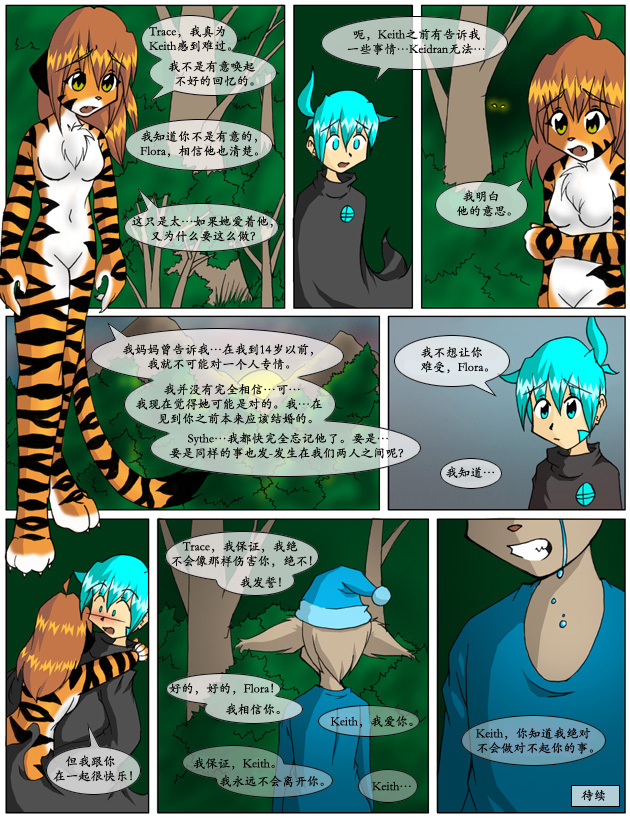 Trace，我真为
Keith感到难过。
我不是有意唤起
不好的回忆的。
我知道你不是有意的，
Flora，相信他也清楚。
这只是太…如果她爱着他，
又为什么要这么做？
呃，Keith之前有告诉我
一些事情…Keidran无法…
我明白
他的意思。
我妈妈曾告诉我…在我到14岁以前，
我就不可能对一个人专情。
我并没有完全相信…可…
我现在觉得她可能是对的。我…在
见到你之前本来应该结婚的。
Sythe…我都快完全忘记他了。要是…
要是同样的事也发-发生在我们两人之间呢？
我不想让你
难受，Flora。
我知道…
但我跟你
在一起很快乐！
Trace，我保证，我绝
不会像那样伤害你，绝不！
我发誓！
好的，好的，Flora！
我相信你。
Keith，我爱你。
我保证，Keith。
我永远不会离开你。
Keith…
Keith，你知道我绝对
不会做对不起你的事。
待续